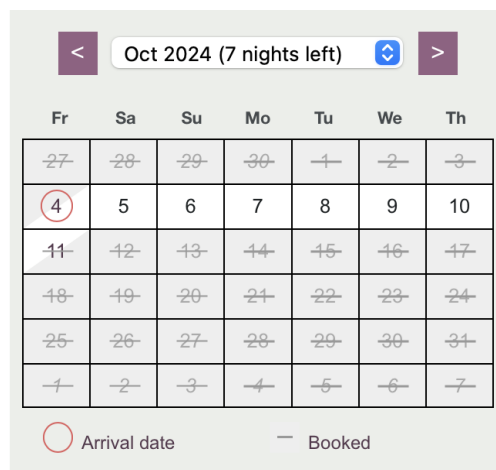 < Oct 2024 (7 nights left) >
Fr Sa Su Mo Tu We Th
27 28 29 30 1 2 3
4 5 6 7 8 9 10
11 12 13 14 15 16 17
18 19 20 21 22 23 24
25 26 27 28 29 30 31
1 2 3 4 5 6 7
Arrival date Booked